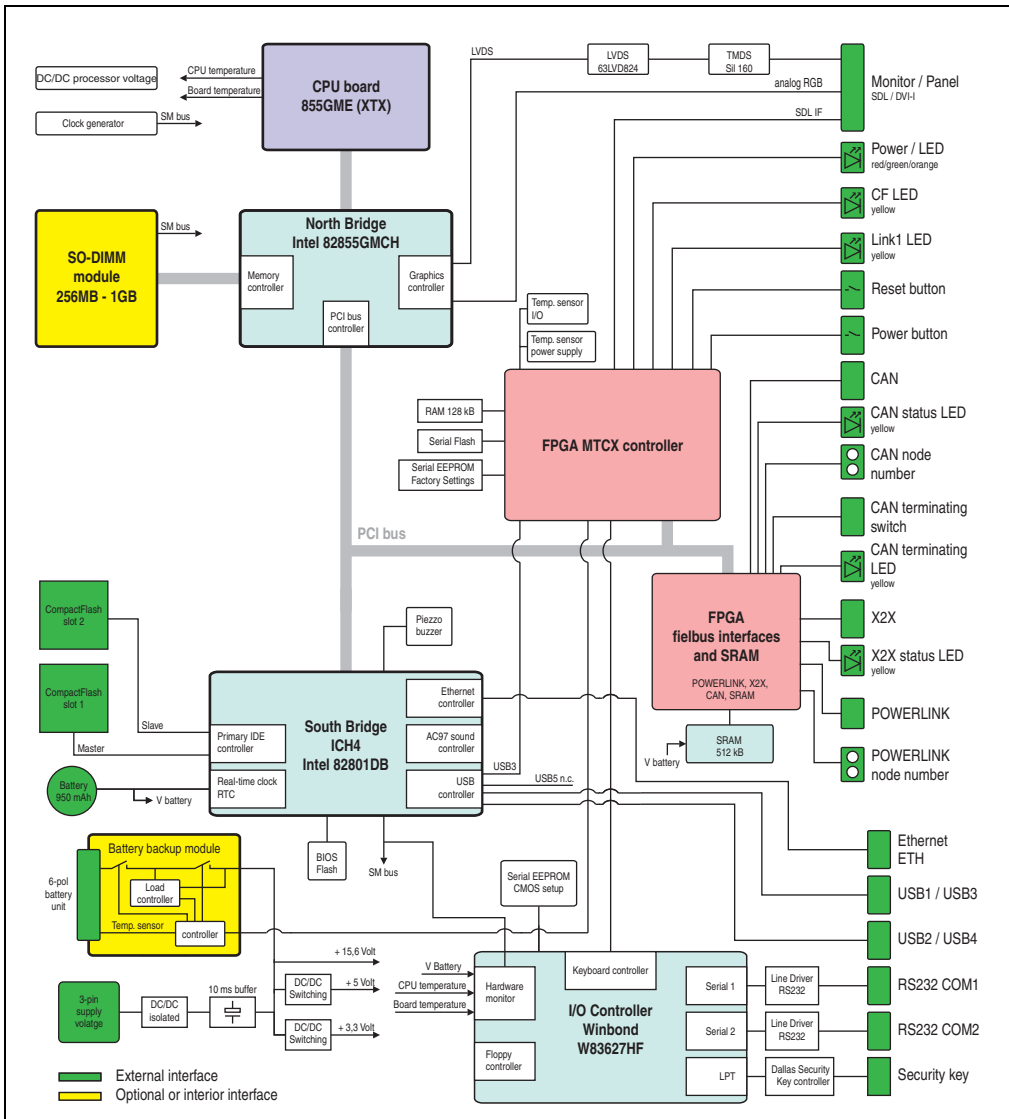 LVDS
LVDS
63LVD824
TMDS
Sil 160
DC/DC processor voltage
CPU temperature
Board temperature
CPU board
855GME (XTX)
analog RGB
Monitor / Panel
SDL / DVI-I
Clock generator
SM bus
SDL IF
Power / LED
red/green/orange
CF LED
yellow
SO-DIMM
module
256MB - 1GB
SM bus
North Bridge
Intel 82855GMCH
Memory
controller
Graphics
controller
PCI bus
controller
Link1 LED
yellow
Reset button
Temp. sensor
I/O
Temp. sensor
power supply
Power button
CAN
RAM 128 kB
Serial Flash
Serial EEPROM
Factory Settings
FPGA MTCX controller
CAN status LED
yellow
CAN node
number
CAN terminating
switch
PCI bus
CAN terminating
LED
yellow
CompactFlash
slot 2
Piezzo
buzzer
FPGA
fielbus interfaces
and SRAM
POWERLINK, X2X,
CAN, SRAM
X2X
X2X status LED
yellow
CompactFlash
slot 1
Slave
Master
South Bridge
ICH4
Intel 82801DB
Primary IDE
controller
Real-time clock
RTC
Ethernet
controller
AC97 sound
controller
USB
controller
USB3
USB5 n.c.
SRAM
512 kB
V battery
POWERLINK
POWERLINK
node number
Battery
950 mAh
V battery
BIOS
Flash
SM bus
Ethernet
ETH
Battery backup module
6-pol
battery
unit
Load
controller
Temp. sensor
controller
Serial EEPROM
CMOS setup
USB1 / USB3
USB2 / USB4
+ 15,6 Volt
V Battery
CPU temperature
Board temperature
Hardware
monitor
Keyboard controller
Serial 1
Line Driver
RS232
RS232 COM1
3-pin
supply
volatge
DC/DC
isolated
10 ms buffer
DC/DC
Switching
+ 5 Volt
DC/DC
Switching
+ 3,3 Volt
I/O Controller
Winbond
W83627HF
Floppy
controller
Serial 2
Line Driver
RS232
RS232 COM2
LPT
Dallas Security
Key controller
Security key
External interface
Optional or interior interface